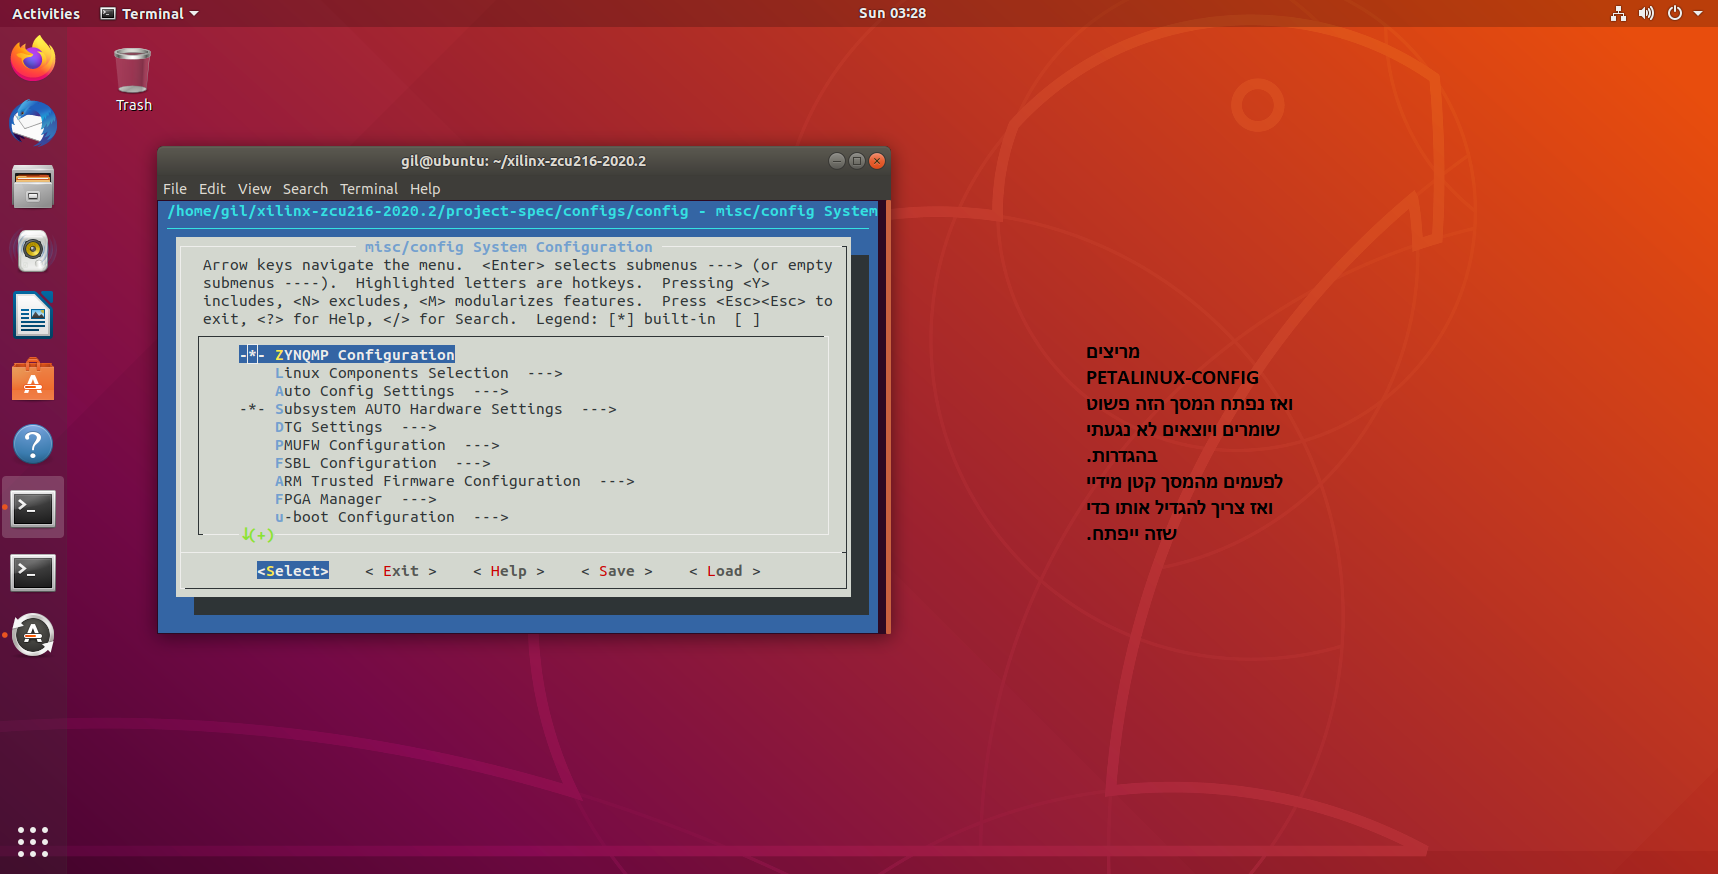 Activities
Terminal
Sun 03:28
Trash
gil@ubuntu: ~/xilinx-zcu216-2020.2
File Edit View Search Terminal Help
/home/gil/xilinx-zcu216-2020.2/project-spec/configs/config - misc/config System
misc/config System Configuration
Arrow keys navigate the menu.  <Enter> selects submenus ---> (or empty
submenus ----).  Highlighted letters are hotkeys.  Pressing <Y>
includes, <N> excludes, <M> modularizes features.  Press <Esc><Esc> to
exit, <?> for Help, </> for Search.  Legend: [*] built-in  [ ]
-*- ZYNQMP Configuration
Linux Components Selection  --->
Auto Config Settings  --->
-*- Subsystem AUTO Hardware Settings  --->
DTG Settings  --->
PMUFW Configuration  --->
FSBL Configuration  --->
ARM Trusted Firmware Configuration  --->
FPGA Manager  --->
u-boot Configuration  --->
↓(+)
<Select>    < Exit >    < Help >    < Save >    < Load >
מריצים
PETALINUX-CONFIG
ואז נפתח המסך הזה פשוט
שומרים ויוצאים לא נגעתי
בהגדרות.
לפעמים מהמסך קטן מידיי
ואז צריך להגדיל אותו כדי
שזה ייפתח.